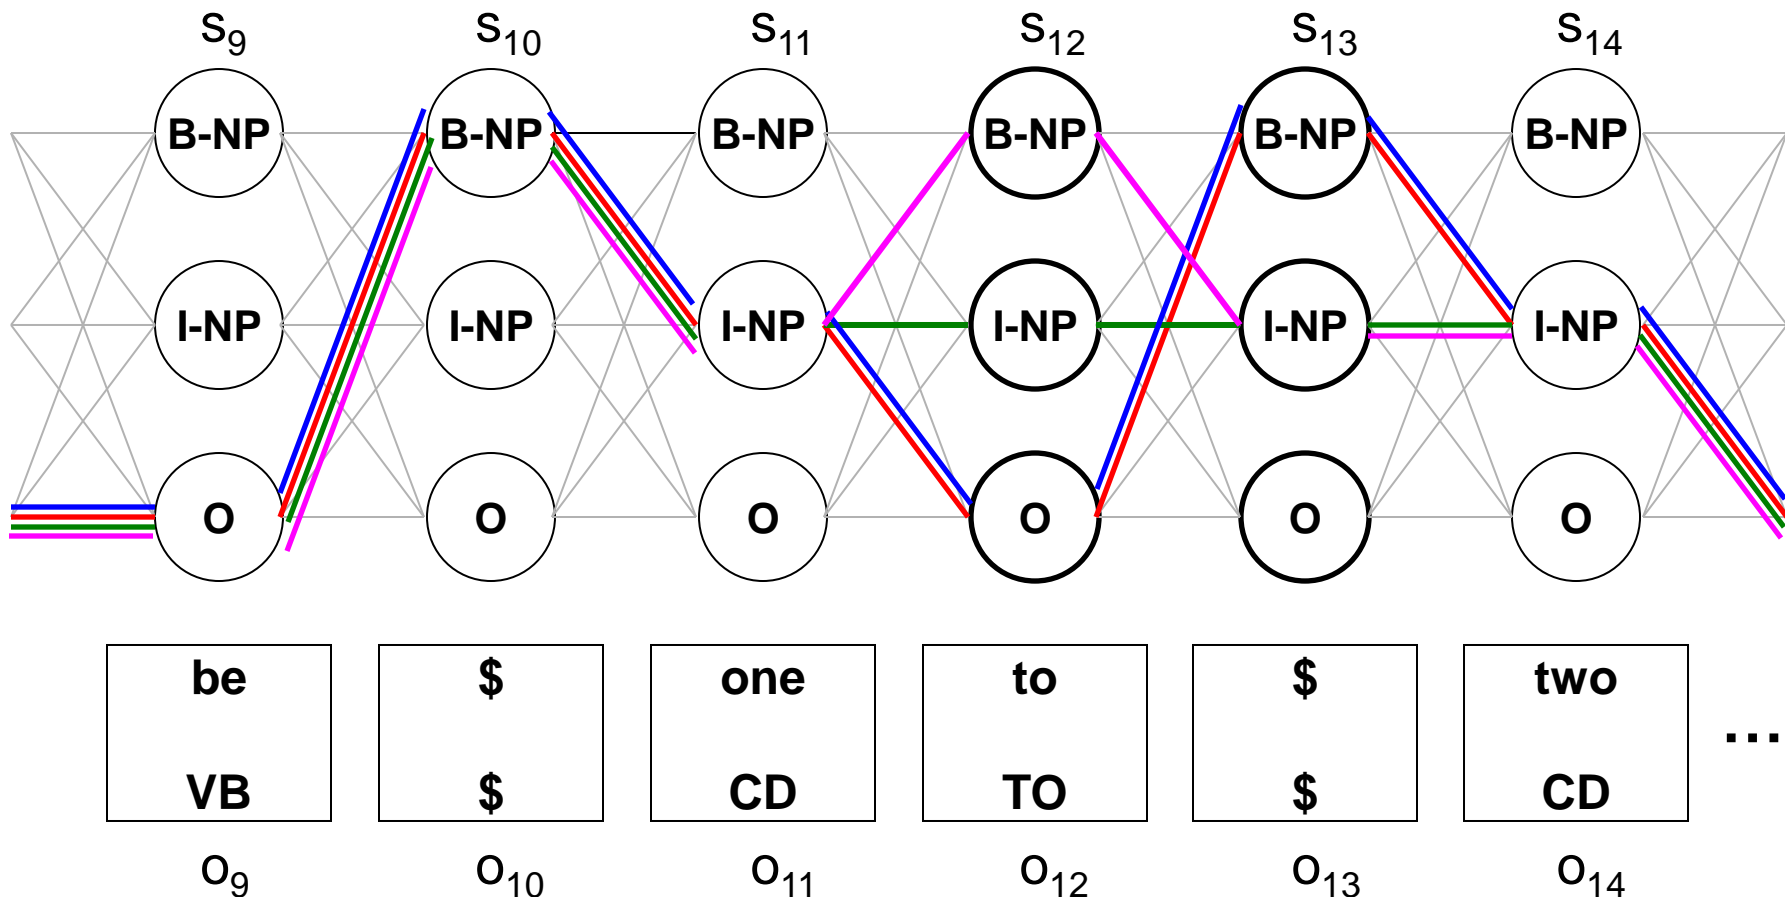 s9 s10 s11 s12 s13 s14
B-NP B-NP B-NP B-NP B-NP B-NP
I-NP I-NP I-NP I-NP I-NP I-NP
O O O O O O
be $ one to $ two
...
VB $ CD TO $ CD
o9 o10 o11 o12 o13 o14